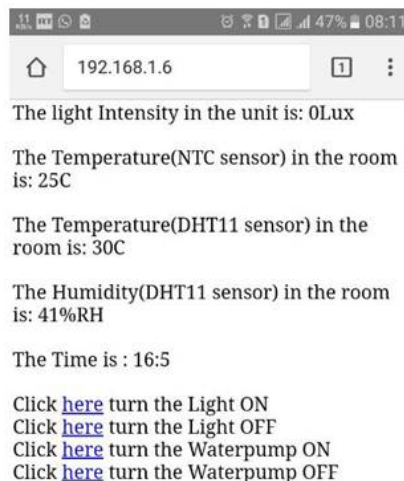 11
KB/s
47% 08:11
192.168.1.6
1
The light Intensity in the unit is: 0Lux
The Temperature(NTC sensor) in the room
is: 25C
The Temperature(DHT11 sensor) in the
room is: 30C
The Humidity(DHT11 sensor) in the room
is: 41%RH
The Time is : 16:5
Click here turn the Light ON
Click here turn the Light OFF
Click here turn the Waterpump ON
Click here turn the Waterpump OFF